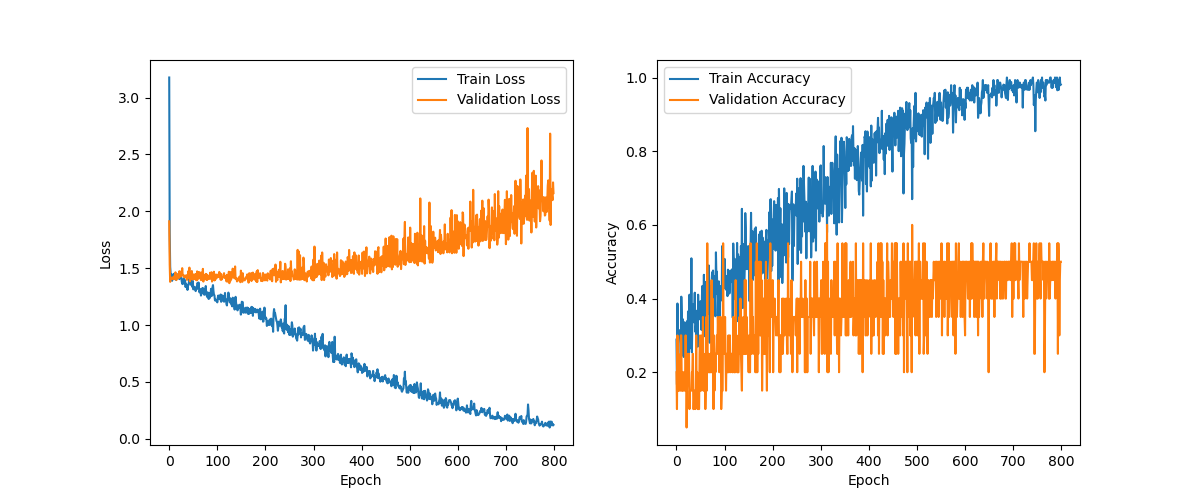 Train Loss
Validation Loss
3.0
2.5
2.0
1.5
1.0
0.5
0.0
Loss
0 100 200 300 400 500 600 700 800
Epoch
Train Accuracy
Validation Accuracy
1.0
0.8
0.6
0.4
0.2
Accuracy
0 100 200 300 400 500 600 700 800
Epoch